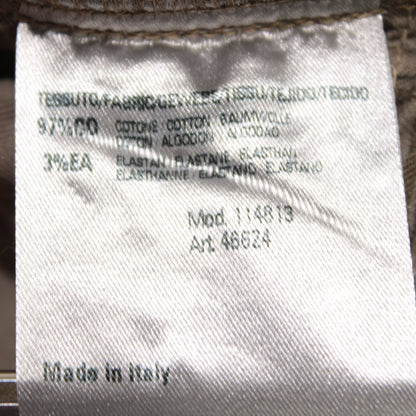 TESSUTO/FABRIC/GEWEBE/TISSU/TEJIDO/TECIDO
97%CO COTONE COTTON BAUMWOLLE
COTON ALGODON ALGODAO
3%EA ELASTAN ELASTANE ELASTHAN
ELASTHANNE ELASTANO ELASTANO
Mod. 114813
Art. 46624
Made in Italy